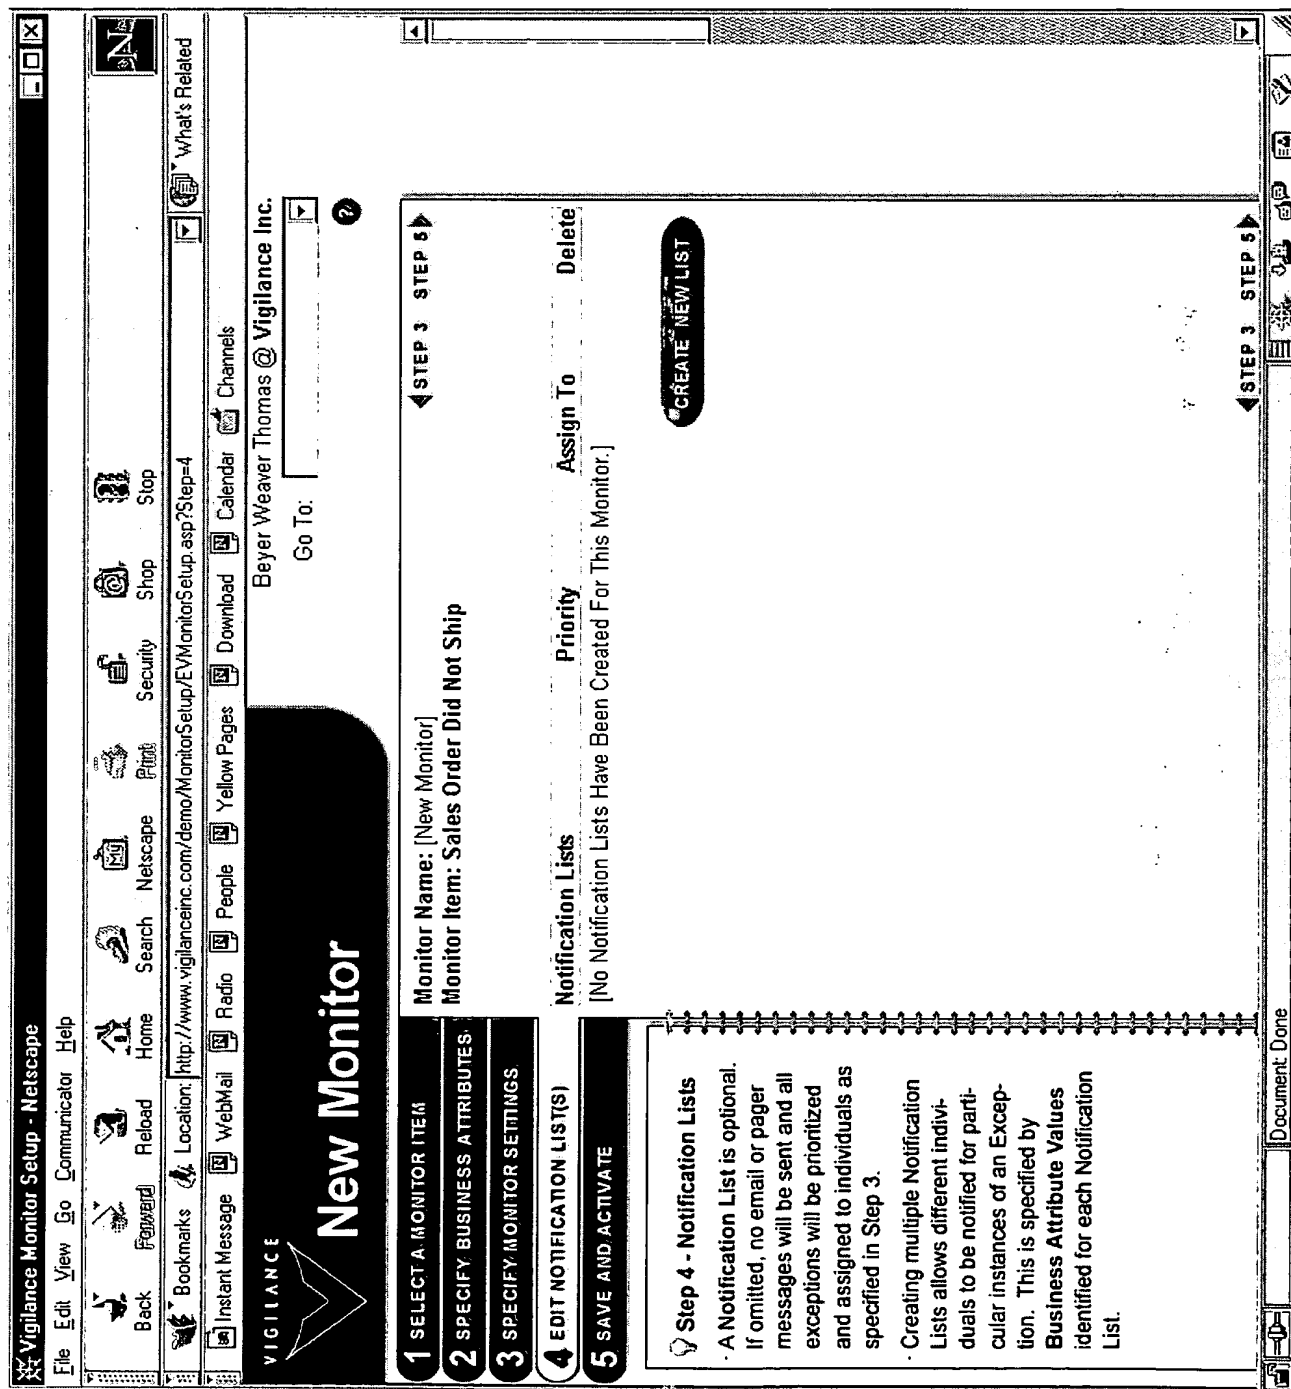 Vigilance Monitor Setup - Netscape
File Edit View Go Communicator Help
Back Forward Reload Home Search Netscape Print Security Shop Stop
N
Bookmarks Location: http://www.vigilanceinc.com/demo/MonitorSetup/EVMonitorSetup.asp?Step=4 What's Related
Instant Message WebMail Radio People Yellow Pages Download Calendar Channels
VIGILANCE
New Monitor
Beyer Weaver Thomas @ Vigilance Inc.
Go To:
?
1 SELECT A MONITOR ITEM
2 SPECIFY BUSINESS ATTRIBUTES
3 SPECIFY MONITOR SETTINGS
4 EDIT NOTIFICATION LIST(S)
5 SAVE AND ACTIVATE
Step 4 - Notification Lists
· A Notification List is optional.
If omitted, no email or pager
messages will be sent and all
exceptions will be prioritized
and assigned to individuals as
specified in Step 3.
· Creating multiple Notification
Lists allows different indivi-
duals to be notified for parti-
cular instances of an Excep-
tion. This is specified by
Business Attribute Values
identified for each Notification
List.
Monitor Name: [New Monitor]
Monitor Item: Sales Order Did Not Ship
STEP 3 STEP 5
Notification Lists Priority Assign To Delete
[No Notification Lists Have Been Created For This Monitor.]
CREATE NEW LIST
STEP 3 STEP 5
Document: Done